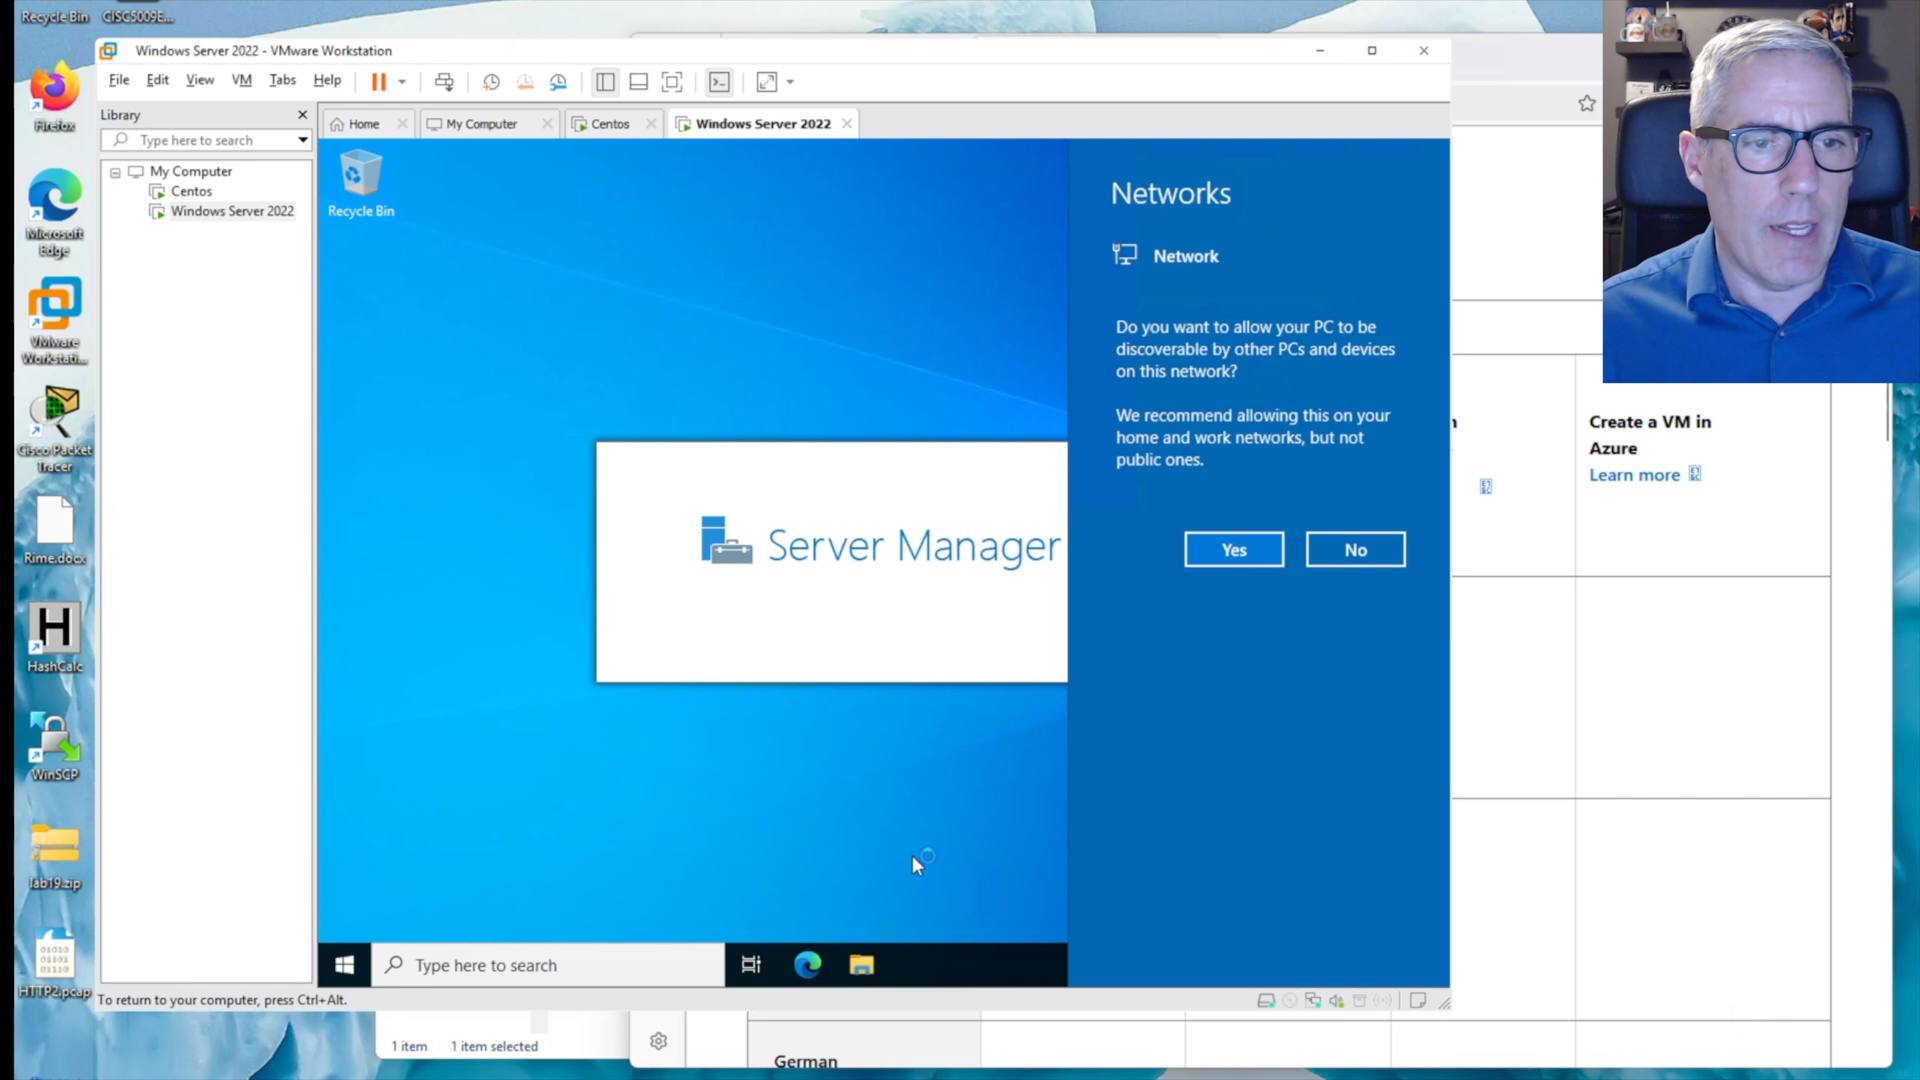 Recycle Bin
CISC5009E...
Windows Server 2022 - VMware Workstation
File Edit View VM Tabs Help
Library
Type here to search
My Computer
Centos
Windows Server 2022
Home
My Computer
Centos
Windows Server 2022
Firefox
Microsoft
Edge
VMware
Workstati...
Cisco Packet
Tracer
Rime.docx
H
HashCalc
WinSCP
lab19.zip
01010
01101
01110
HTTP2.pcap
Recycle Bin
Server Manager
Networks
Network
Do you want to allow your PC to be
discoverable by other PCs and devices
on this network?
We recommend allowing this on your
home and work networks, but not
public ones.
Yes
No
Type here to search
To return to your computer, press Ctrl+Alt.
Create a VM in
Azure
Learn more
1 item
1 item selected
German